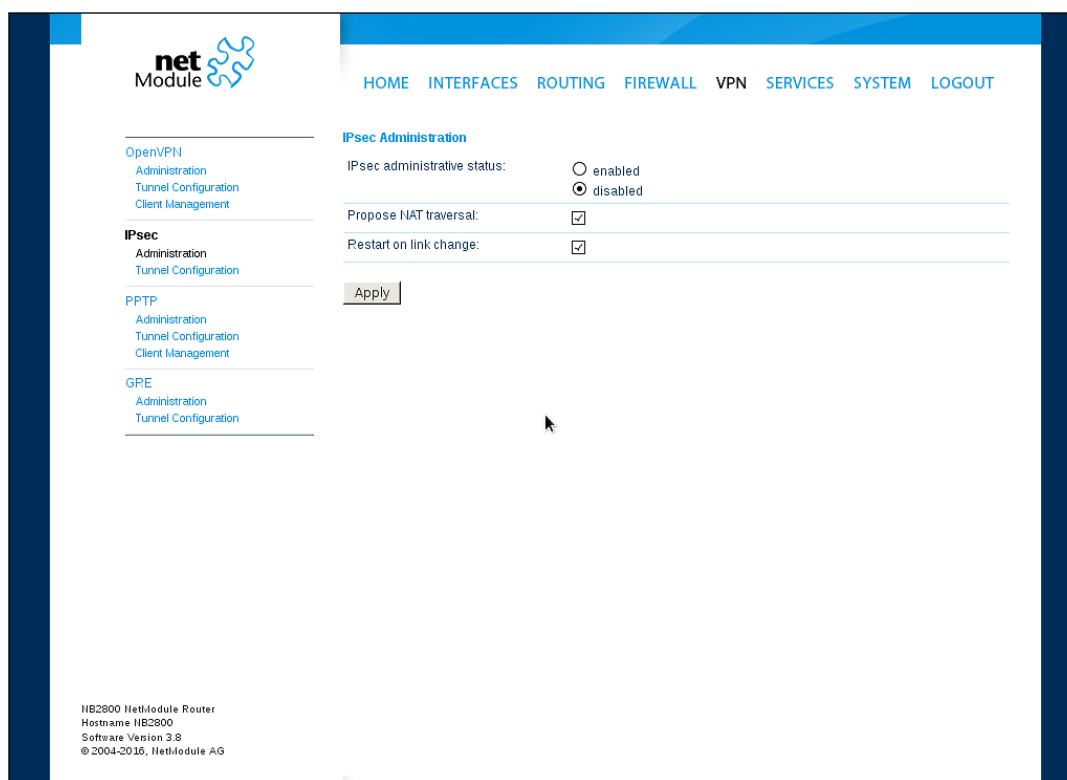 net
Module
HOME INTERFACES ROUTING FIREWALL VPN SERVICES SYSTEM LOGOUT
OpenVPN
Administration
Tunnel Configuration
Client Management
IPsec
Administration
Tunnel Configuration
PPTP
Administration
Tunnel Configuration
Client Management
GRE
Administration
Tunnel Configuration
IPsec Administration
IPsec administrative status:
enabled
disabled
Propose NAT traversal:
Restart on link change:
Apply
NB2800 NetModule Router
Hostname NB2800
Software Version 3.8
© 2004-2016, NetModule AG